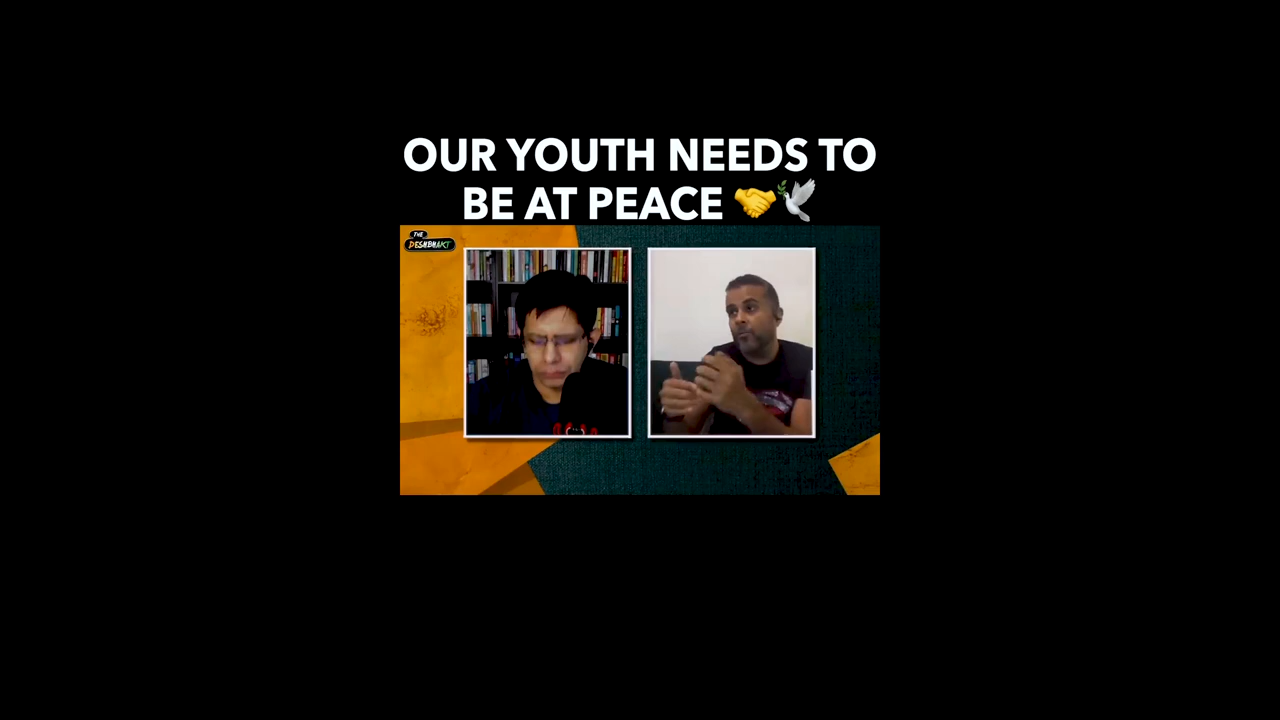 OUR YOUTH NEEDS TO
BE AT PEACE 🤝🕊️
THE
DESHBHAKT